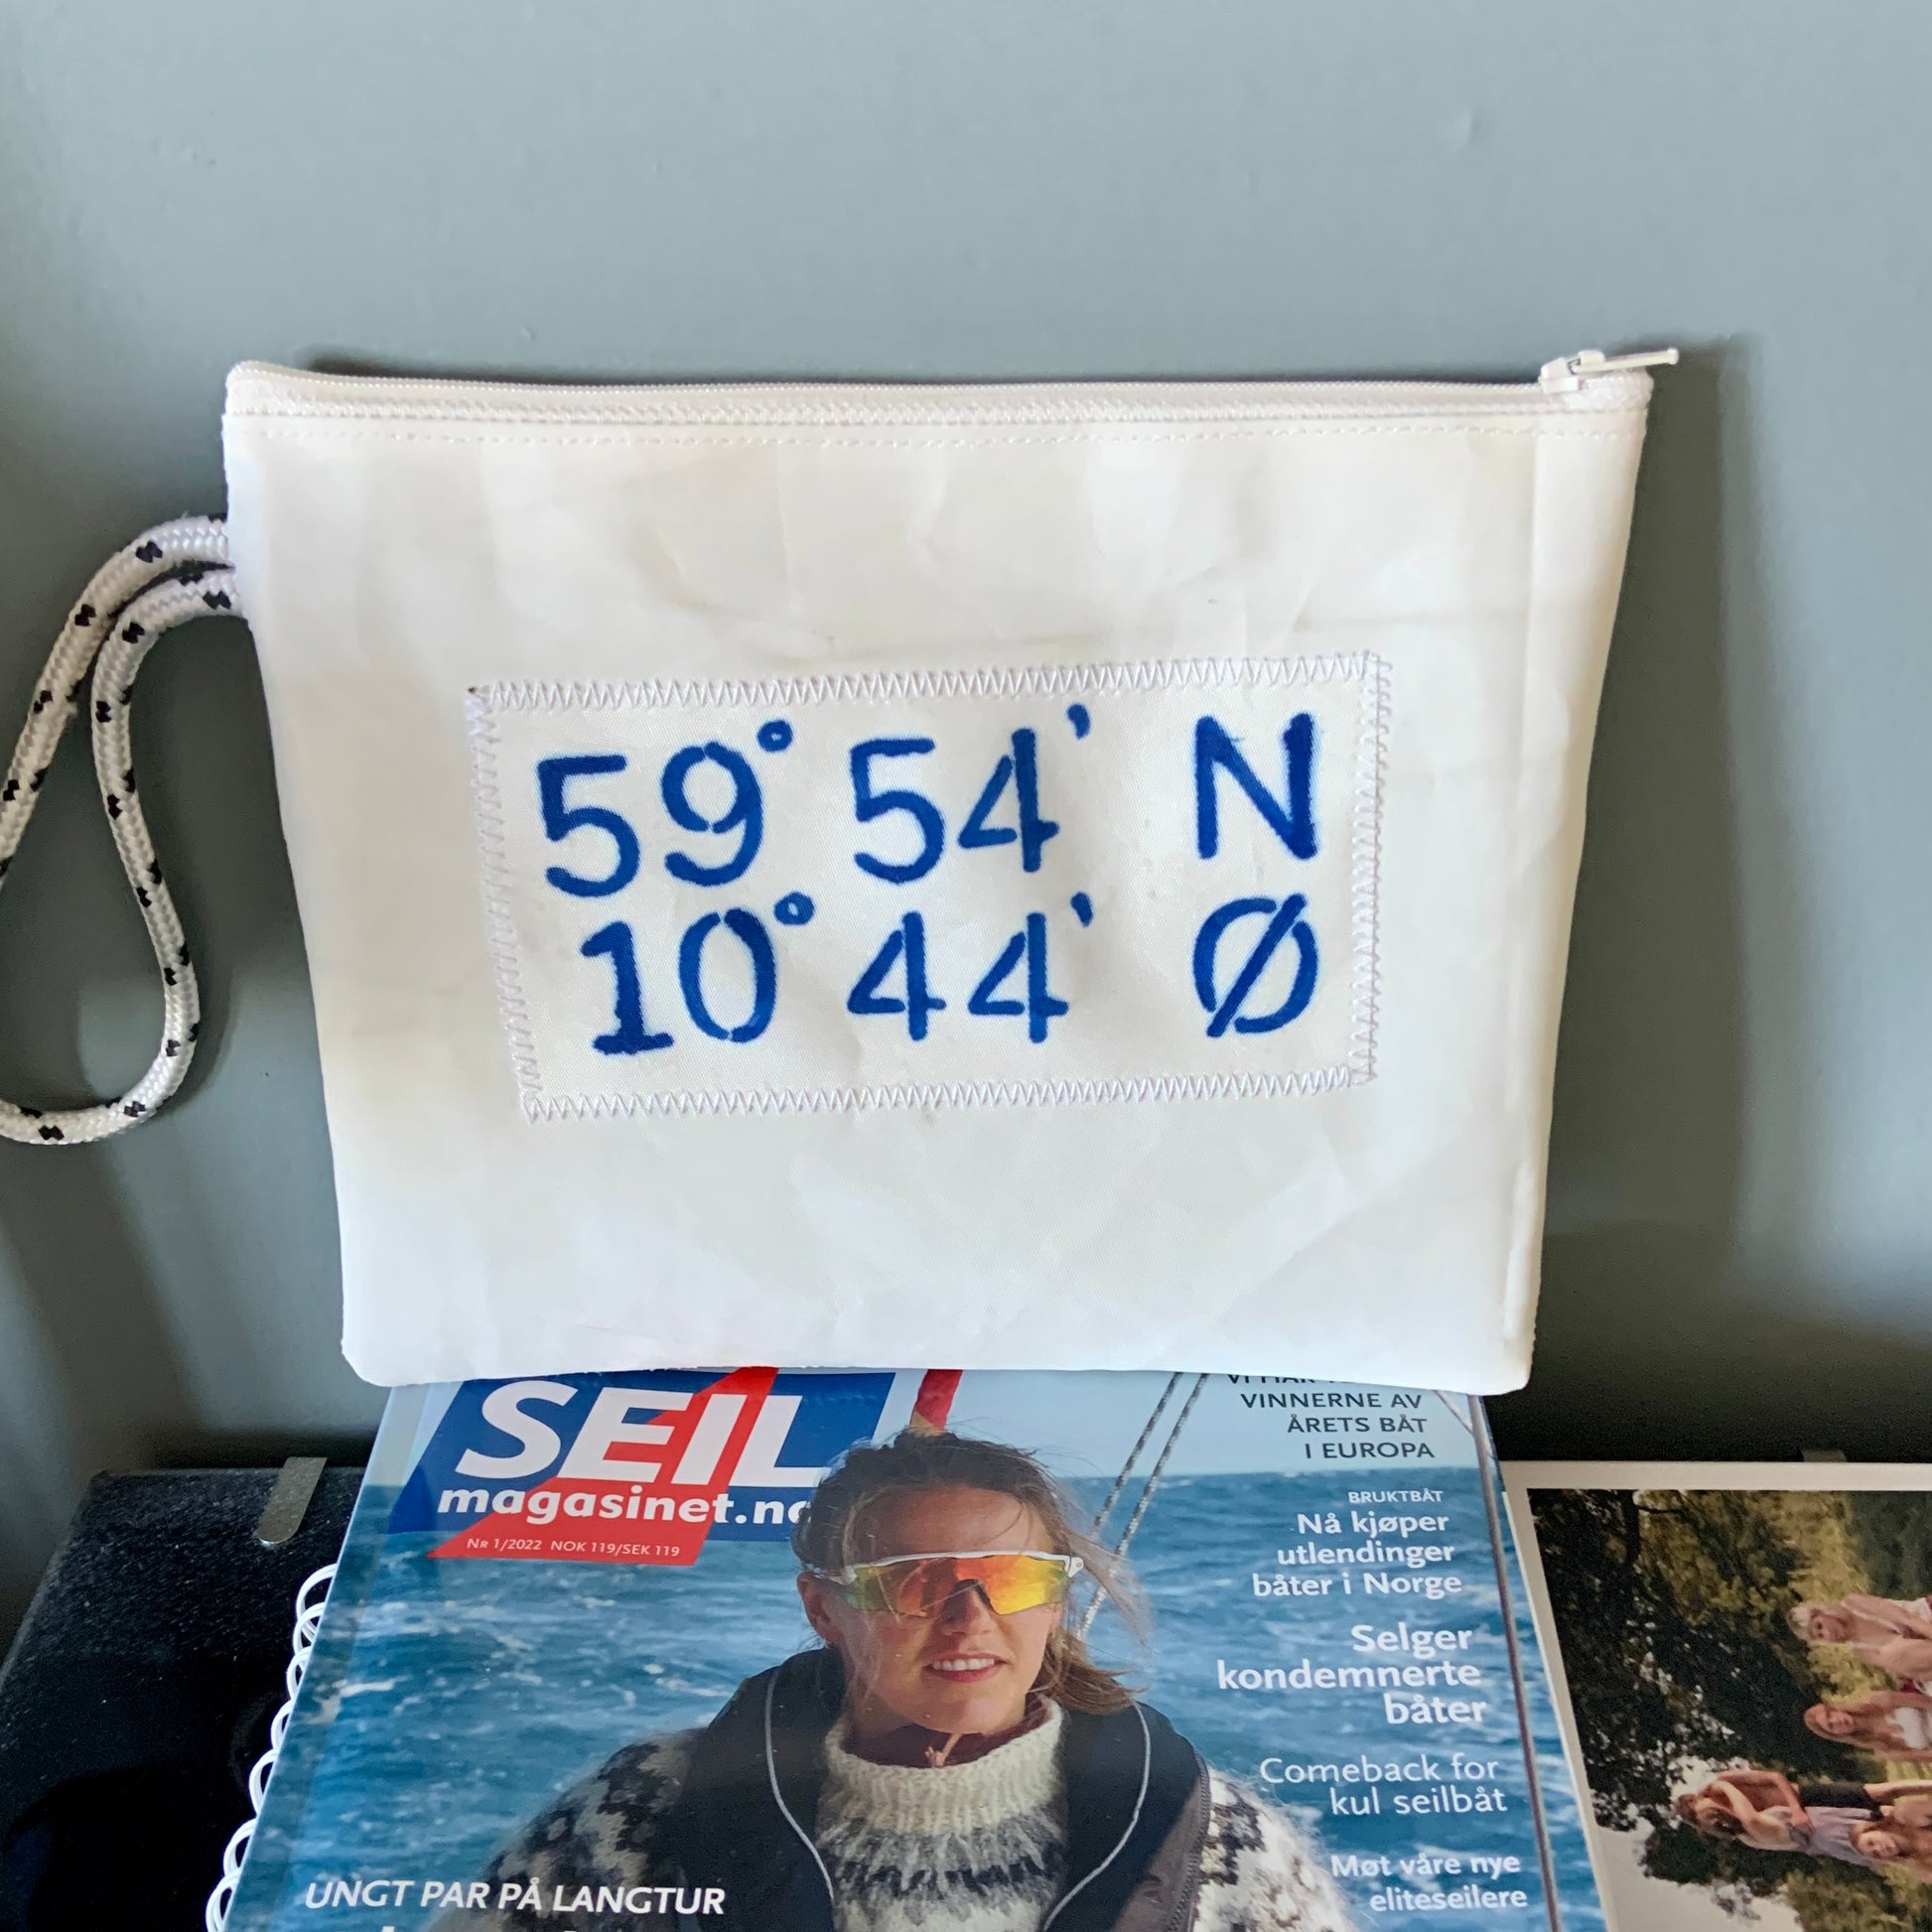 59° 54' N
10° 44' Ø
SEIL
magasinet.no
NR 1/2022 NOK 119/SEK 119
VINNERNE AV
ÅRETS BÅT
I EUROPA
BRUKTBÅT
Nå kjøper
utlendinger
båter i Norge
Selger
kondemnerte
båter
Comeback for
kul seilbåt
Møt våre nye
eliteseilere
UNGT PAR PÅ LANGTUR